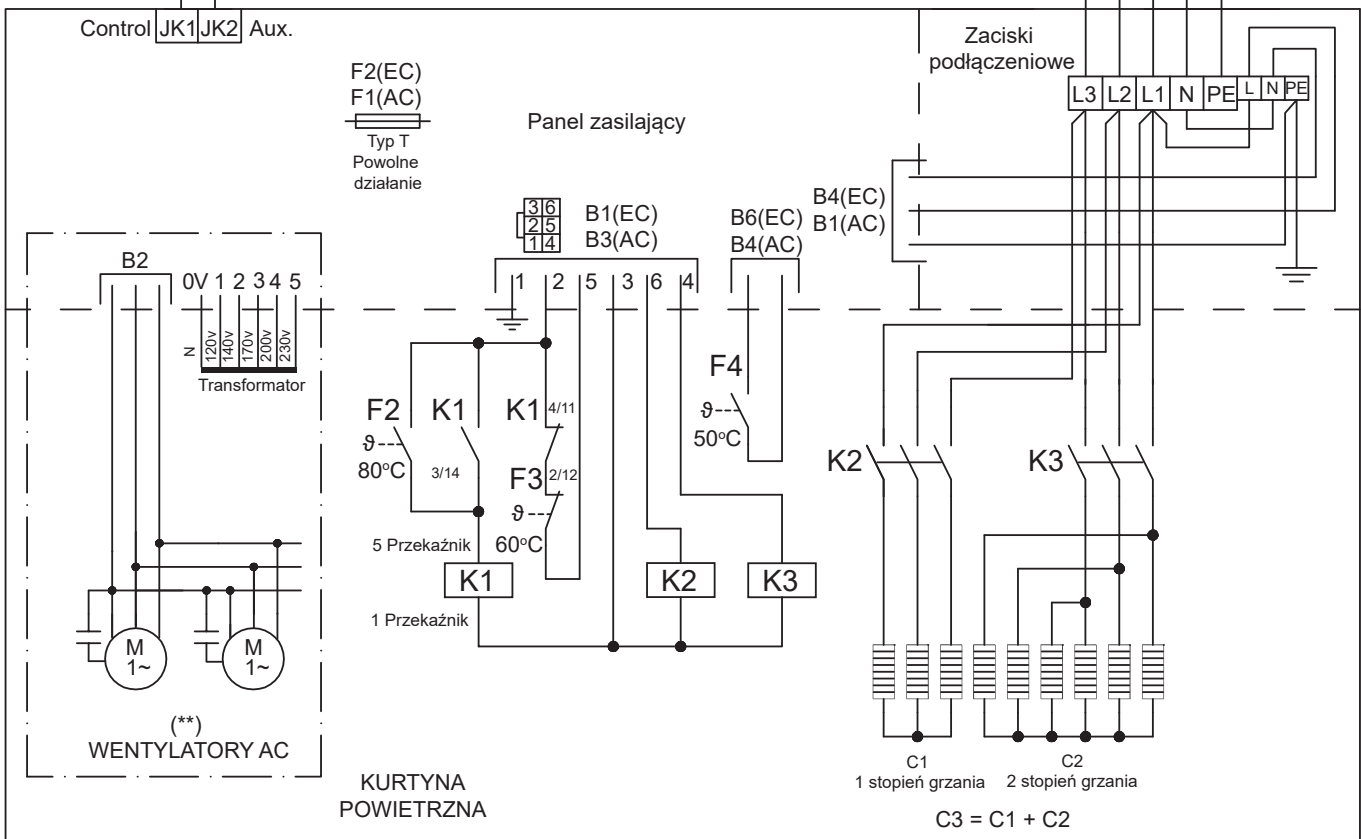 Control JK1 JK2 Aux.
F2(EC)
F1(AC)
Typ T
Powolne
działanie
Panel zasilający
Zaciski
podłączeniowe
L3 L2 L1 N PE L N PE
B4(EC)
B1(AC)
3 6
2 5
1 4
B1(EC)
B3(AC)
B6(EC)
B4(AC)
1 2 5 3 6 4
B2
0V 1 2 3 4 5
N 120v 140v 170v 200v 230v
Transformator
F2
ϑ
80°C
K1
3/14
K1
4/11
F3
2/12
ϑ
60°C
F4
ϑ
50°C
K2
K3
5 Przekaźnik
K1
1 Przekaźnik
K2
K3
M
1~
M
1~
(**)
WENTYLATORY AC
KURTYNA
POWIETRZNA
C1
1 stopień grzania
C2
2 stopień grzania
C3 = C1 + C2